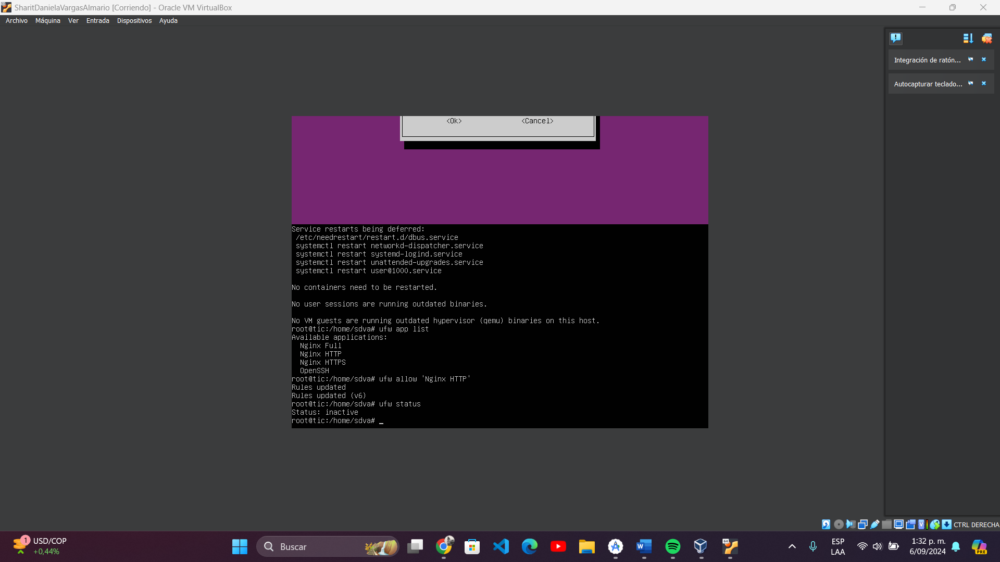 SharitDanielaVargasAlmario [Corriendo] - Oracle VM VirtualBox
Archivo Máquina Ver Entrada Dispositivos Ayuda
Integración de ratón...
Autocapturar teclado...
<Ok> <Cancel>
Service restarts being deferred:
/etc/needrestart/restart.d/dbus.service
systemctl restart networkd-dispatcher.service
systemctl restart systemd-logind.service
systemctl restart unattended-upgrades.service
systemctl restart user@1000.service
No containers need to be restarted.
No user sessions are running outdated binaries.
No VM guests are running outdated hypervisor (qemu) binaries on this host.
root@tic:/home/sdva# ufw app list
Available applications:
Nginx Full
Nginx HTTP
Nginx HTTPS
OpenSSH
root@tic:/home/sdva# ufw allow 'Nginx HTTP'
Rules updated
Rules updated (v6)
root@tic:/home/sdva# ufw status
Status: inactive
root@tic:/home/sdva# _
CTRL DERECHA
1
USD/COP
+0,44%
Buscar
ESP
LAA
1:32 p. m.
6/09/2024
PRE